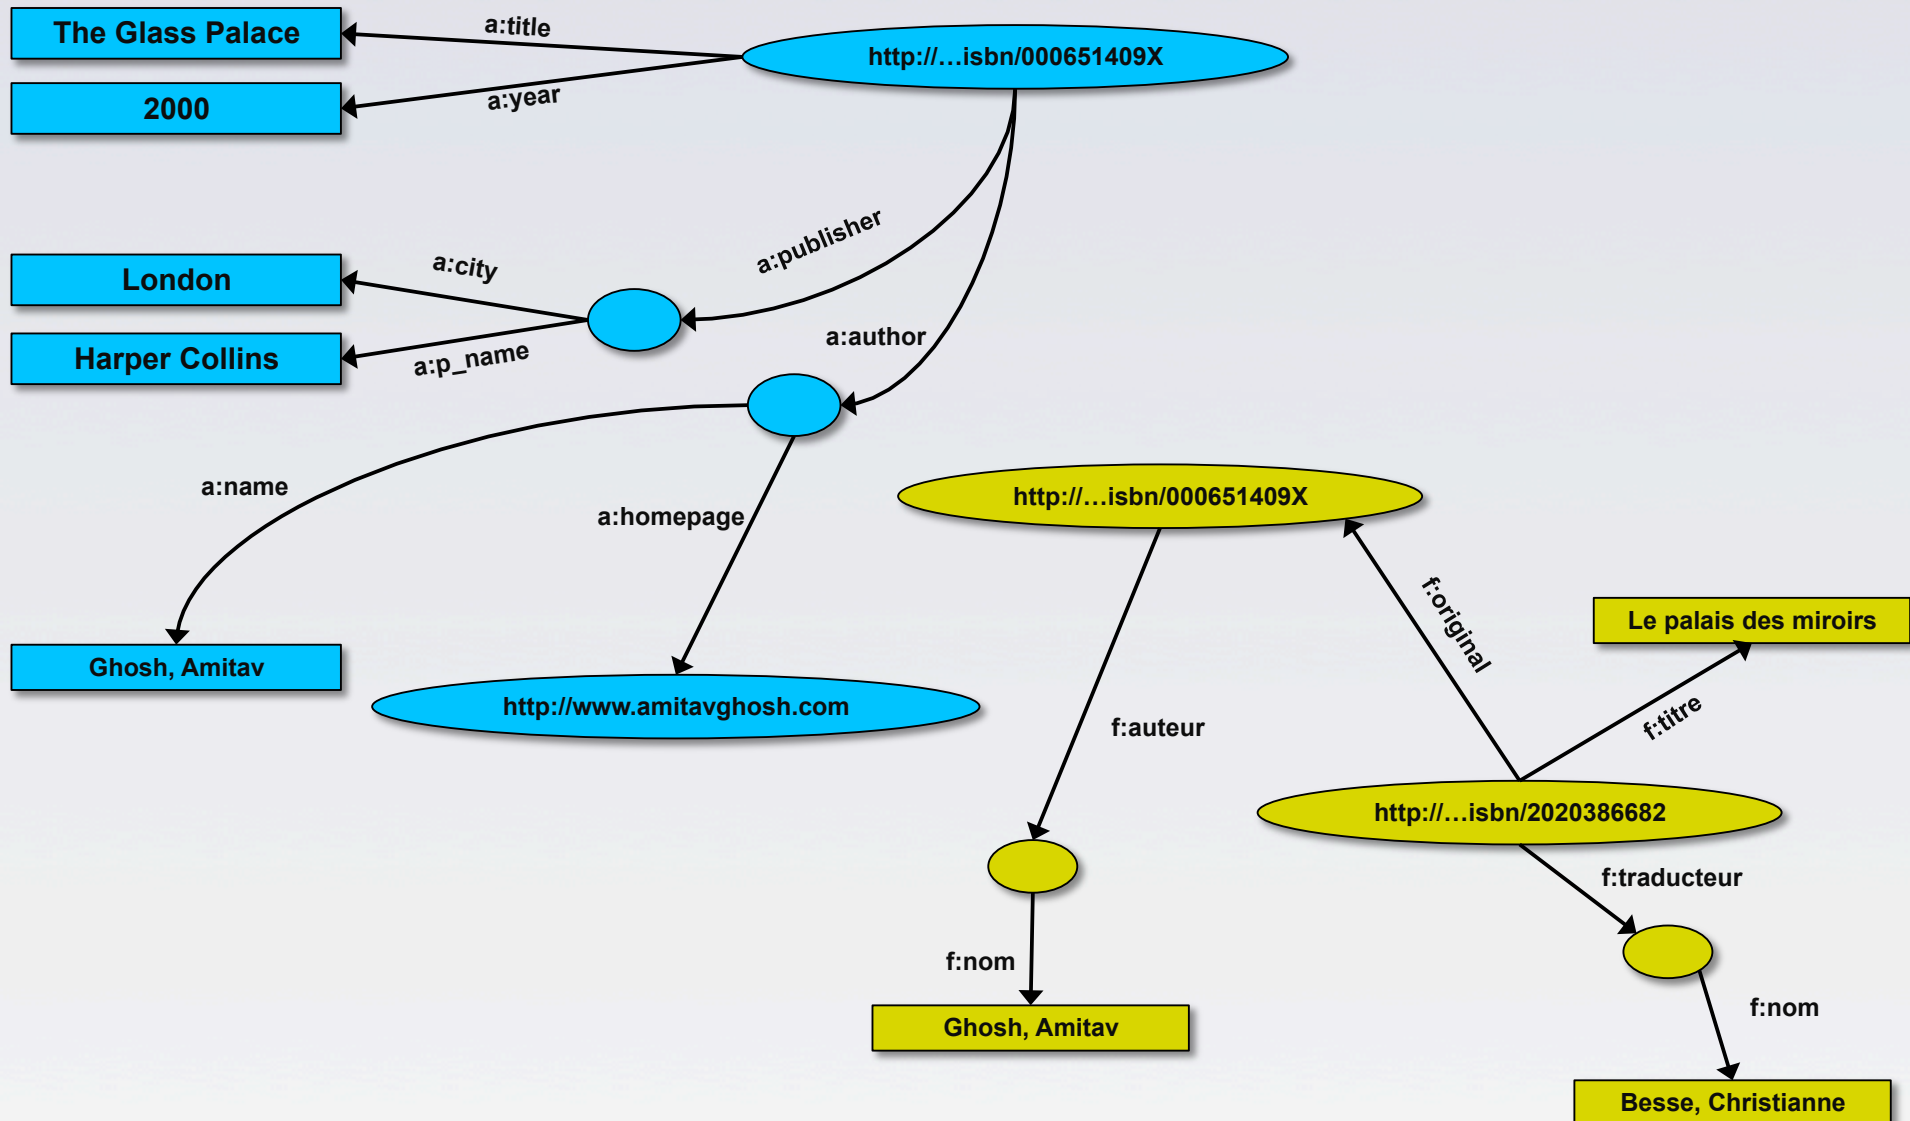 The Glass Palace
a:title
http://…isbn/000651409X
2000
a:year
a:publisher
London
a:city
Harper Collins
a:p_name
a:author
a:name
a:homepage
http://…isbn/000651409X
f:original
Le palais des miroirs
Ghosh, Amitav
http://www.amitavghosh.com
f:auteur
f:titre
http://…isbn/2020386682
f:traducteur
f:nom
f:nom
Ghosh, Amitav
Besse, Christianne